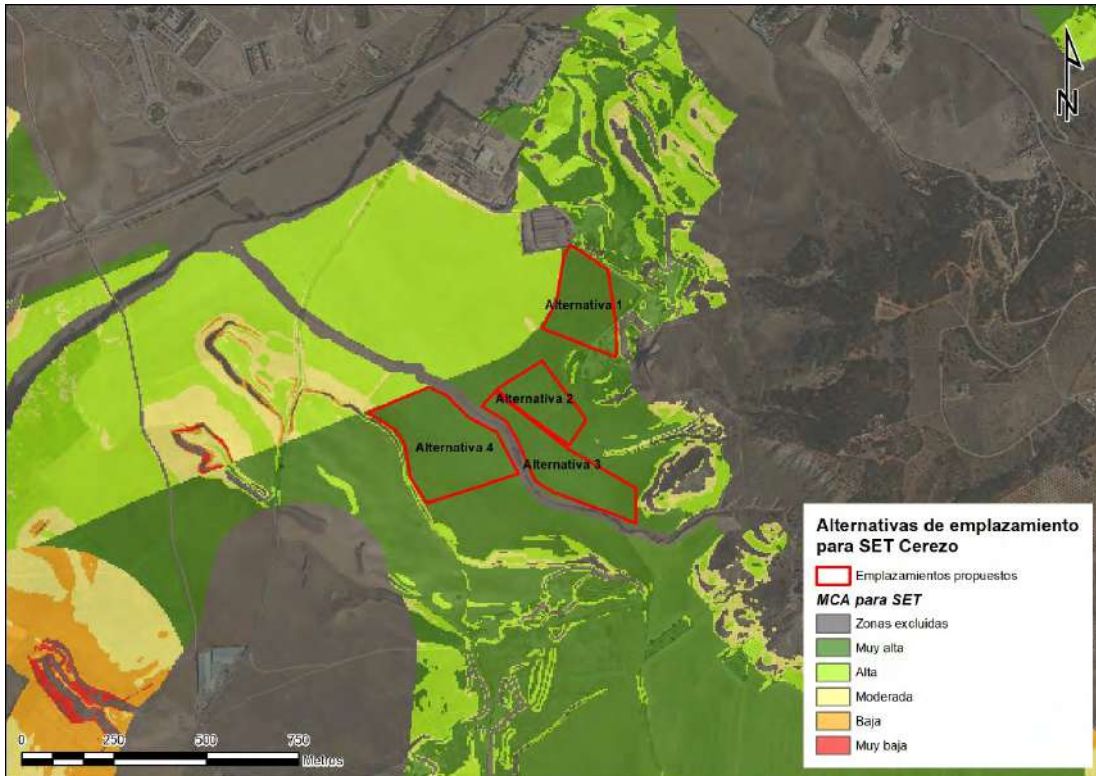 N
Alternativa 1
Alternativa 2
Alternativa 4
Alternativa 3
Alternativas de emplazamiento
para SET Cerezo
Emplazamientos propuestos
MCA para SET
Zonas excluidas
Muy alta
Alta
Moderada
Baja
Muy baja
0 250 500 750
Metros